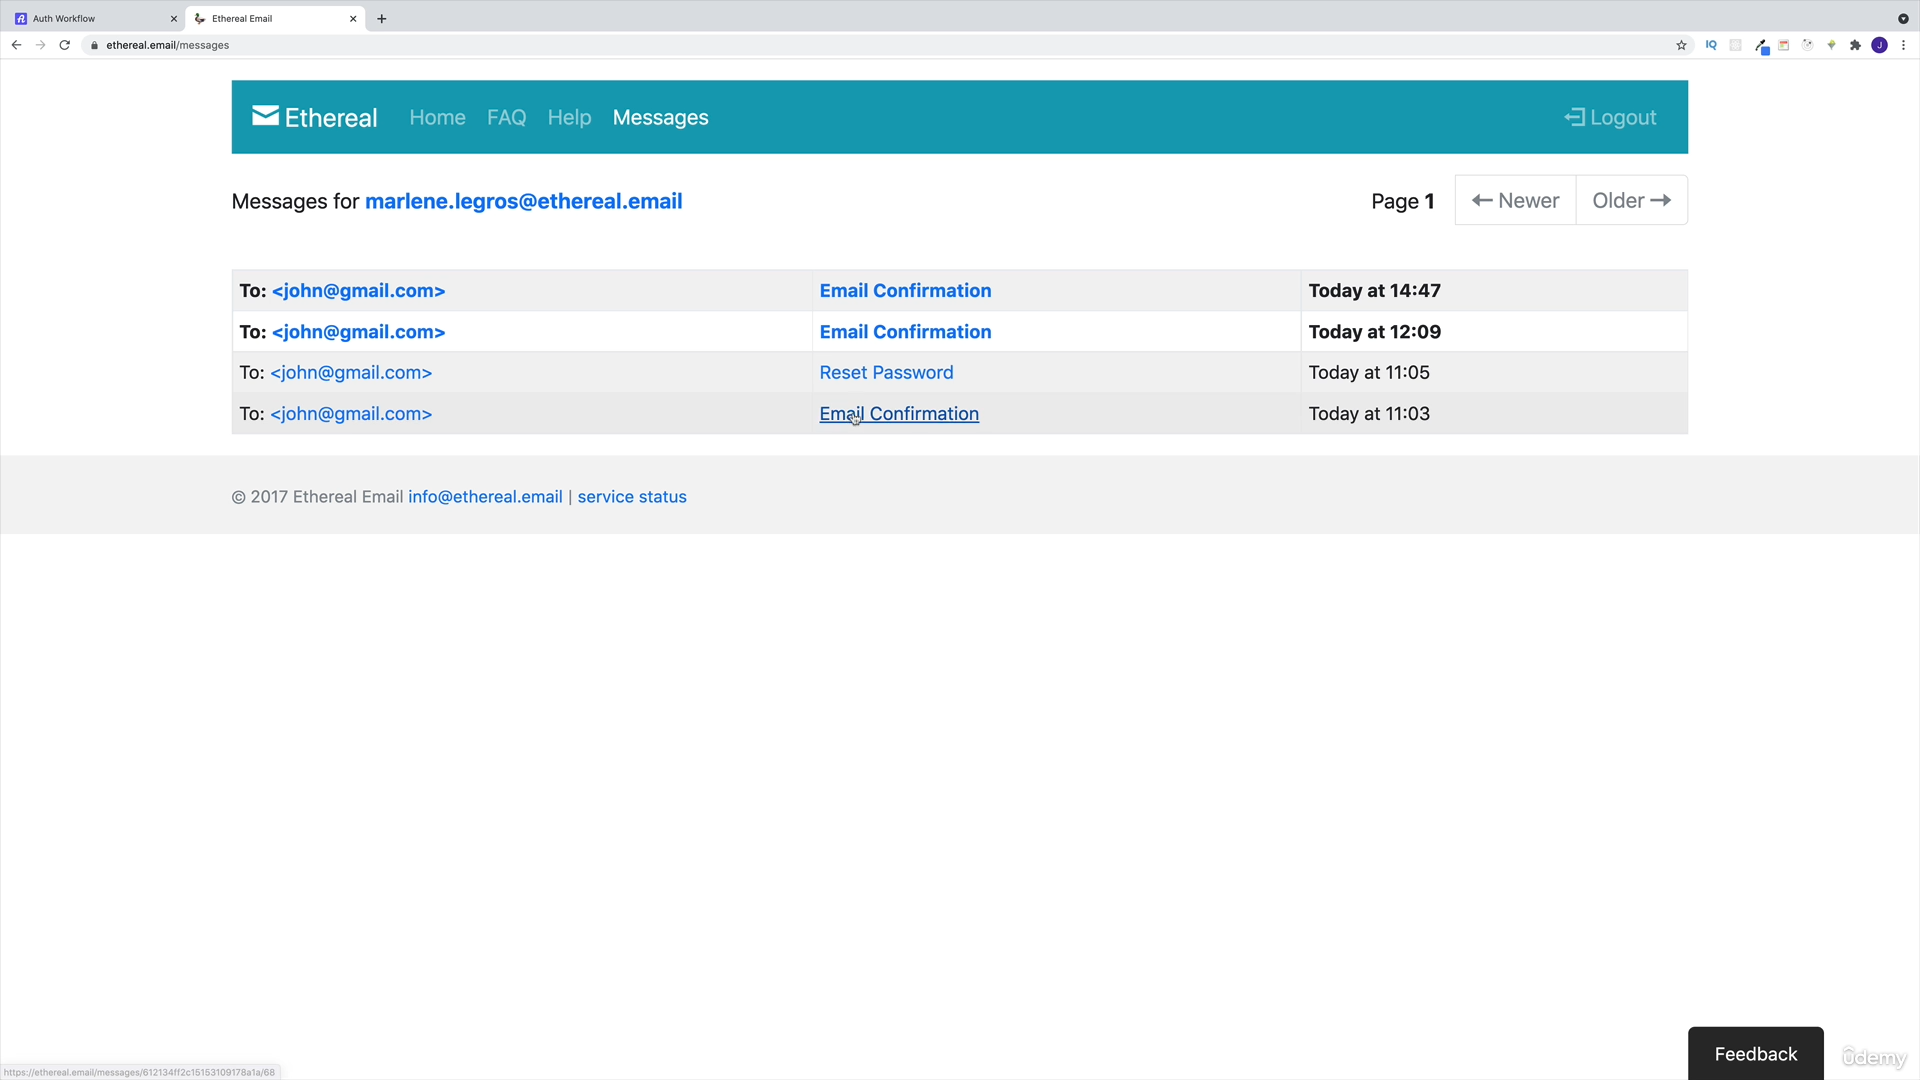 Auth Workflow
Ethereal Email
ethereal.email/messages
IQ
J
Ethereal Home FAQ Help Messages Logout
Messages for marlene.legros@ethereal.email Page 1 ← Newer Older →
To: <john@gmail.com> Email Confirmation Today at 14:47
To: <john@gmail.com> Email Confirmation Today at 12:09
To: <john@gmail.com> Reset Password Today at 11:05
To: <john@gmail.com> Email Confirmation Today at 11:03
© 2017 Ethereal Email info@ethereal.email | service status
Feedback
ûdemy
https://ethereal.email/messages/612134ff2c15153109178a1a/68